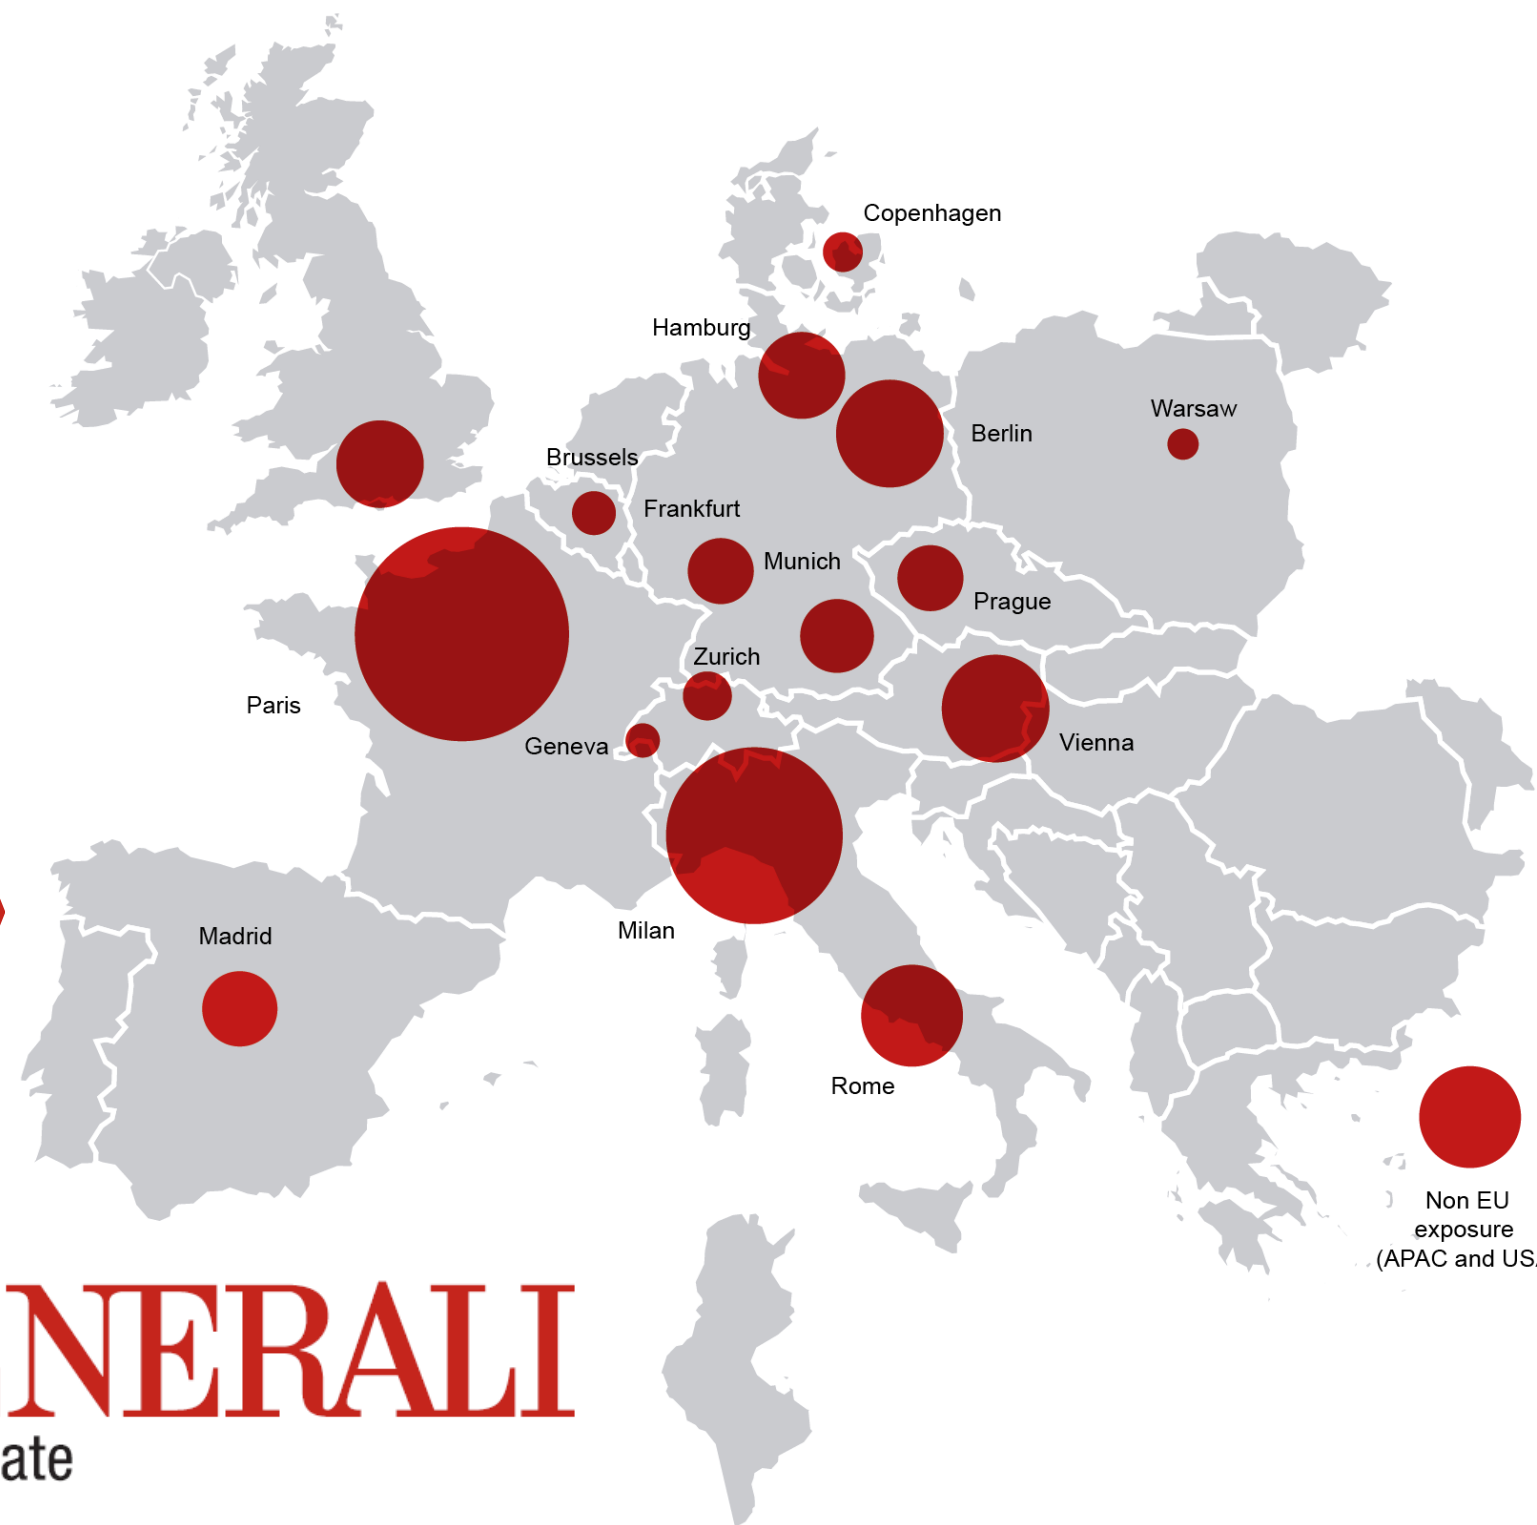 Copenhagen
Hamburg
Warsaw
Berlin
Brussels
Frankfurt
Munich
Prague
Zurich
Paris
Geneva
Vienna
Milan
Madrid
Rome
Non EU
exposure
(APAC and US
NERALI
ate